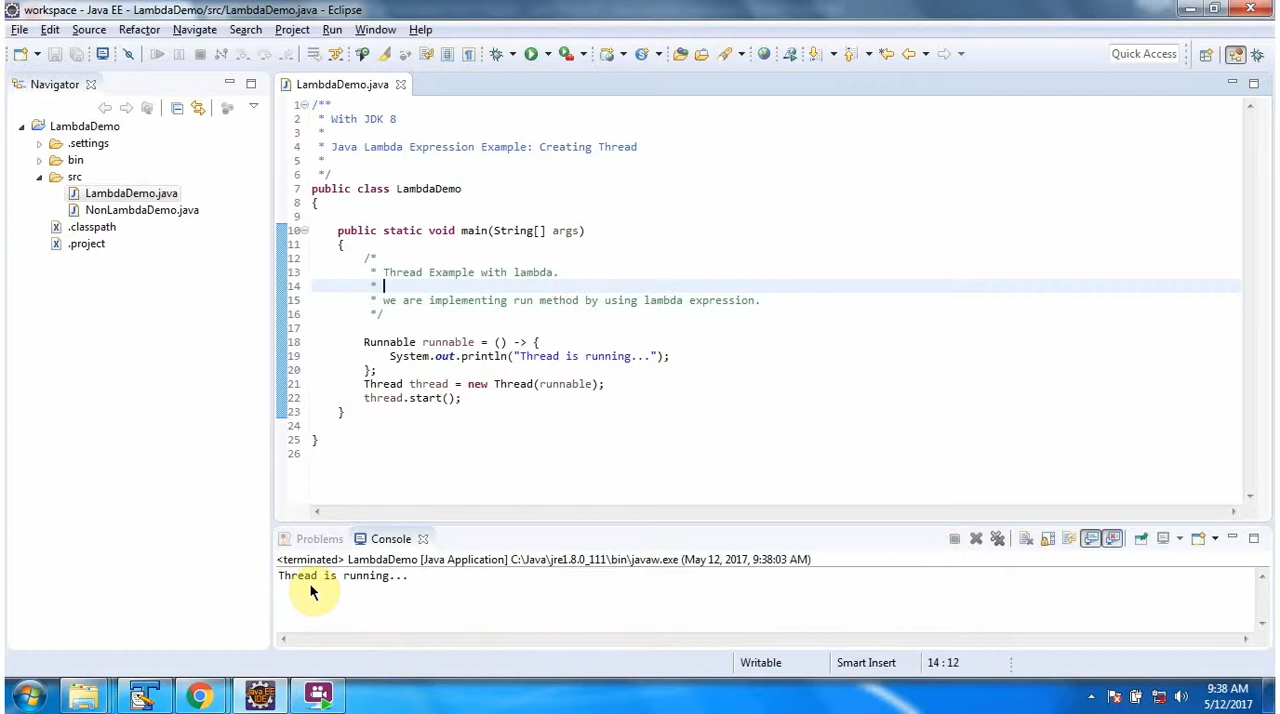 workspace - Java EE - LambdaDemo/src/LambdaDemo.java - Eclipse
File Edit Source Refactor Navigate Search Project Run Window Help
Quick Access
Navigator
LambdaDemo
.settings
bin
src
LambdaDemo.java
NonLambdaDemo.java
.classpath
.project
LambdaDemo.java
1 /**
2  * With JDK 8
3  *
4  * Java Lambda Expression Example: Creating Thread
5  *
6  */
7 public class LambdaDemo
8 {
9
10     public static void main(String[] args)
11     {
12         /*
13          * Thread Example with lambda.
14          *
15          * we are implementing run method by using lambda expression.
16          */
17
18         Runnable runnable = () -> {
19             System.out.println("Thread is running...");
20         };
21         Thread thread = new Thread(runnable);
22         thread.start();
23     }
24
25 }
26
Problems Console
<terminated> LambdaDemo [Java Application] C:\Java\jre1.8.0_111\bin\javaw.exe (May 12, 2017, 9:38:03 AM)
Thread is running...
Writable Smart Insert 14 : 12
Java EE
IDE
9:38 AM
5/12/2017